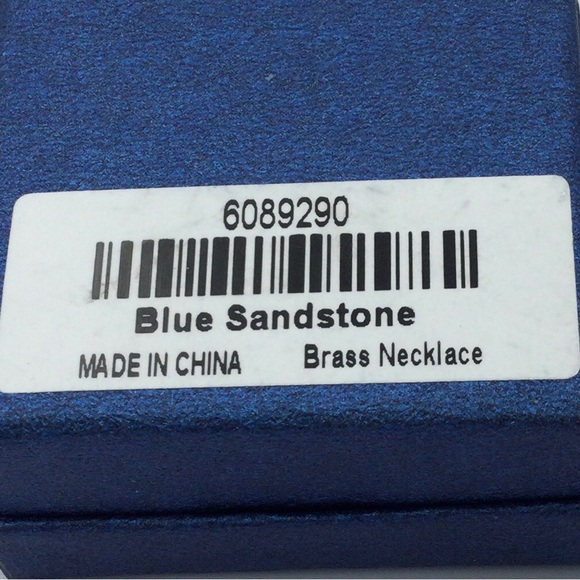 6089290
Blue Sandstone
MADE IN CHINA Brass Necklace